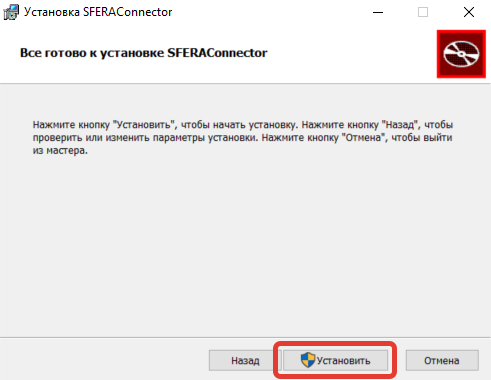 Установка SFERAConnector
Все готово к установке SFERAConnector
Нажмите кнопку "Установить", чтобы начать установку. Нажмите кнопку "Назад", чтобы
проверить или изменить параметры установки. Нажмите кнопку "Отмена", чтобы выйти
из мастера.
Назад Установить Отмена